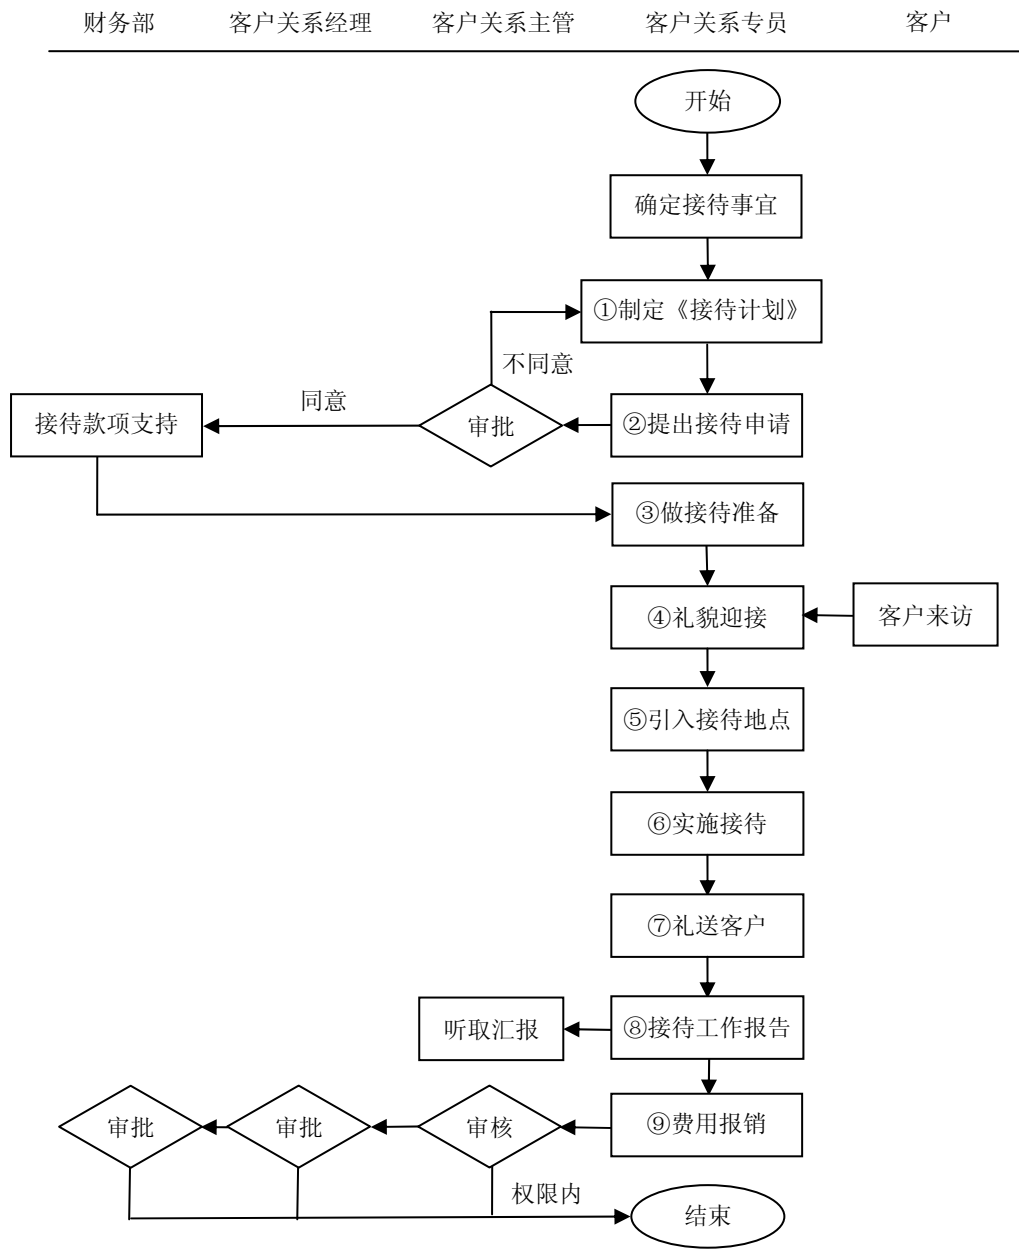 财务部 客户关系经理 客户关系主管 客户关系专员 客户
开始
确定接待事宜
①制定《接待计划》
不同意
同意
接待款项支持
审批
②提出接待申请
③做接待准备
④礼貌迎接
客户来访
⑤引入接待地点
⑥实施接待
⑦礼送客户
听取汇报
⑧接待工作报告
审批
审批
审核
⑨费用报销
权限内
结束